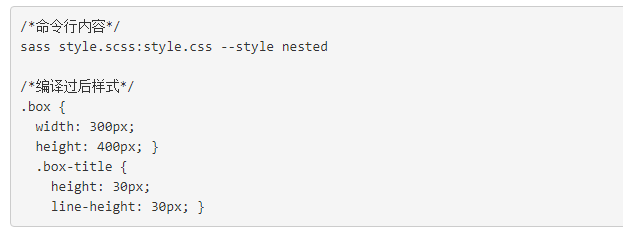 /*命令行内容*/
sass style.scss:style.css --style nested

/*编译过后样式*/
.box {
  width: 300px;
  height: 400px; }
  .box-title {
    height: 30px;
    line-height: 30px; }